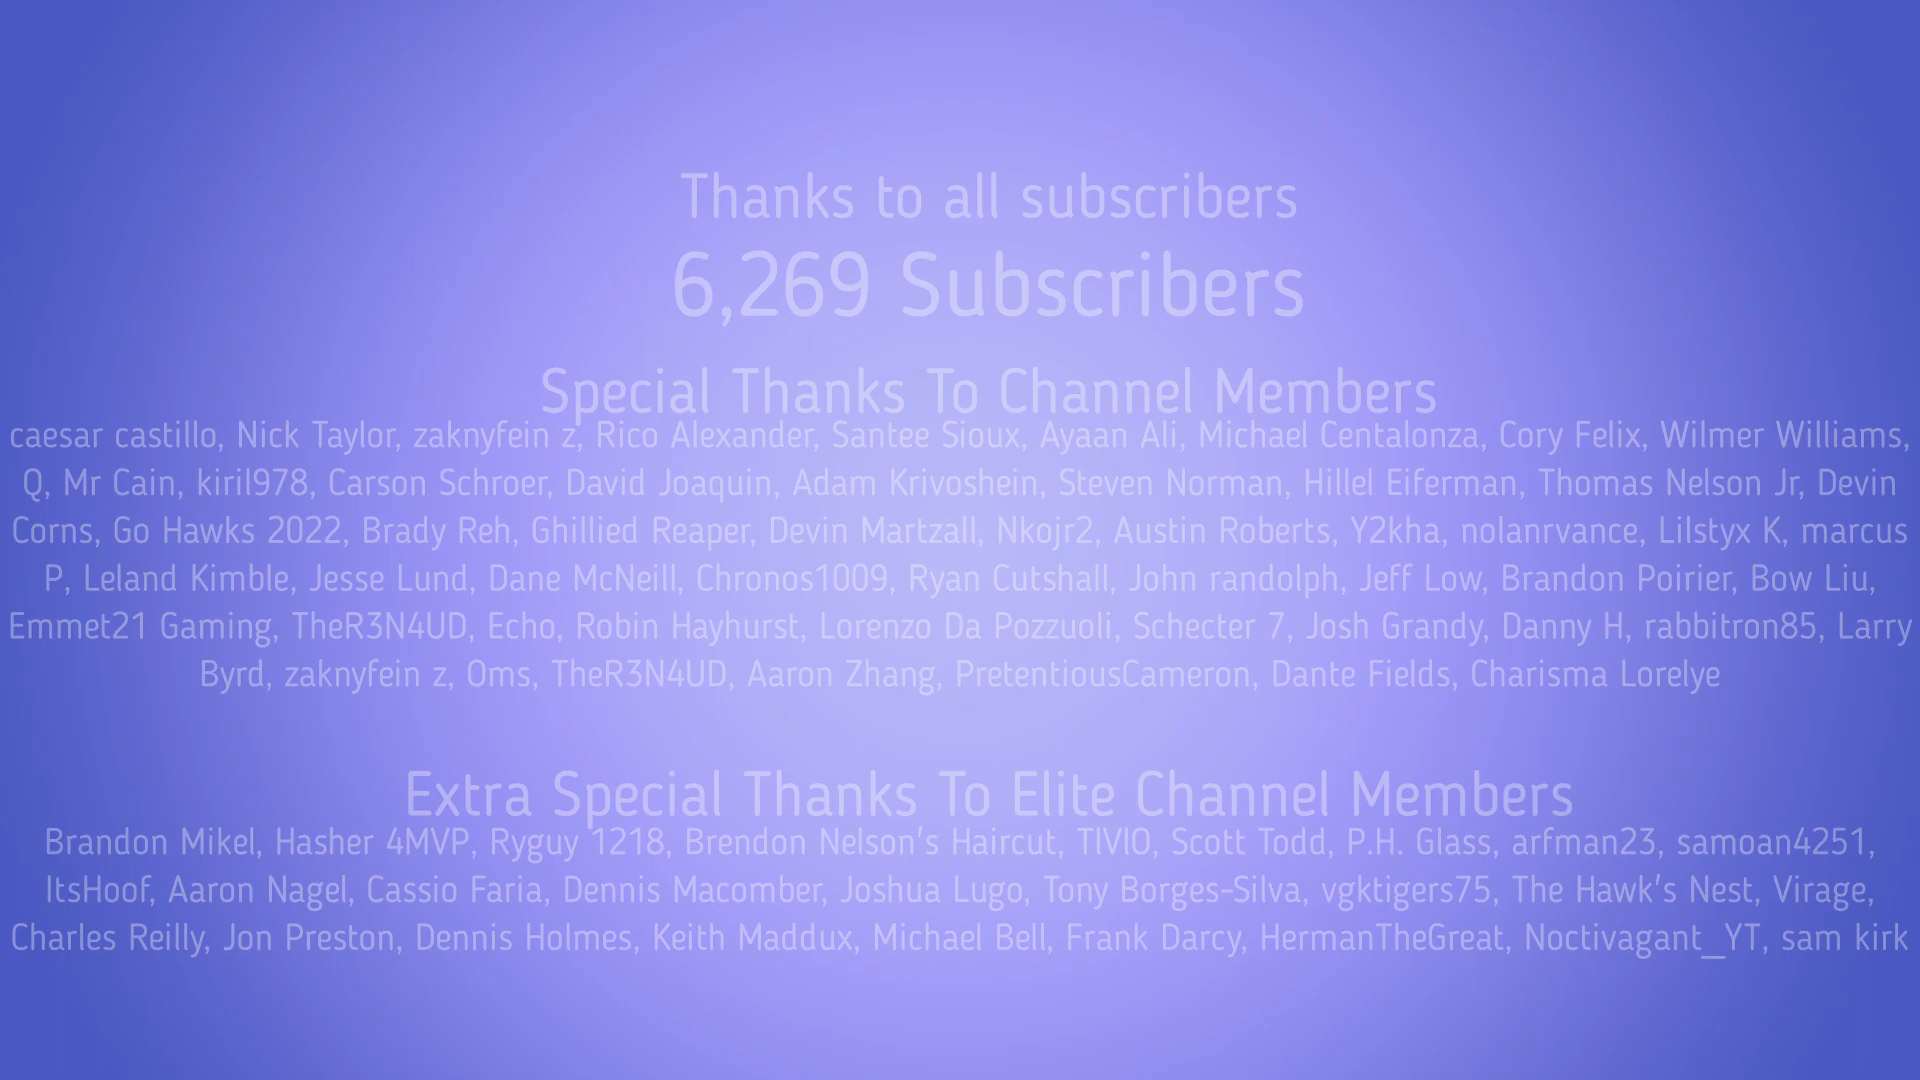 Thanks to all subscribers
6,269 Subscribers
Special Thanks To Channel Members
caesar castillo, Nick Taylor, zaknyfein z, Rico Alexander, Santee Sioux, Ayaan Ali, Michael Centalonza, Cory Felix, Wilmer Williams,
Q, Mr Cain, kiril978, Carson Schroer, David Joaquin, Adam Krivoshein, Steven Norman, Hillel Eiferman, Thomas Nelson Jr, Devin
Corns, Go Hawks 2022, Brady Reh, Ghillied Reaper, Devin Martzall, Nkojr2, Austin Roberts, Y2kha, nolanrvance, Lilstyx K, marcus
P, Leland Kimble, Jesse Lund, Dane McNeill, Chronos1009, Ryan Cutshall, John randolph, Jeff Low, Brandon Poirier, Bow Liu,
Emmet21 Gaming, TheR3N4UD, Echo, Robin Hayhurst, Lorenzo Da Pozzuoli, Schecter 7, Josh Grandy, Danny H, rabbitron85, Larry
Byrd, zaknyfein z, Oms, TheR3N4UD, Aaron Zhang, PretentiousCameron, Dante Fields, Charisma Lorelye
Extra Special Thanks To Elite Channel Members
Brandon Mikel, Hasher 4MVP, Ryguy 1218, Brendon Nelson's Haircut, TIVIO, Scott Todd, P.H. Glass, arfman23, samoan4251,
ItsHoof, Aaron Nagel, Cassio Faria, Dennis Macomber, Joshua Lugo, Tony Borges-Silva, vgktigers75, The Hawk's Nest, Virage,
Charles Reilly, Jon Preston, Dennis Holmes, Keith Maddux, Michael Bell, Frank Darcy, HermanTheGreat, Noctivagant_YT, sam kirk